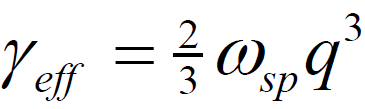 γ_eff = 2/3 ω_sp q^3